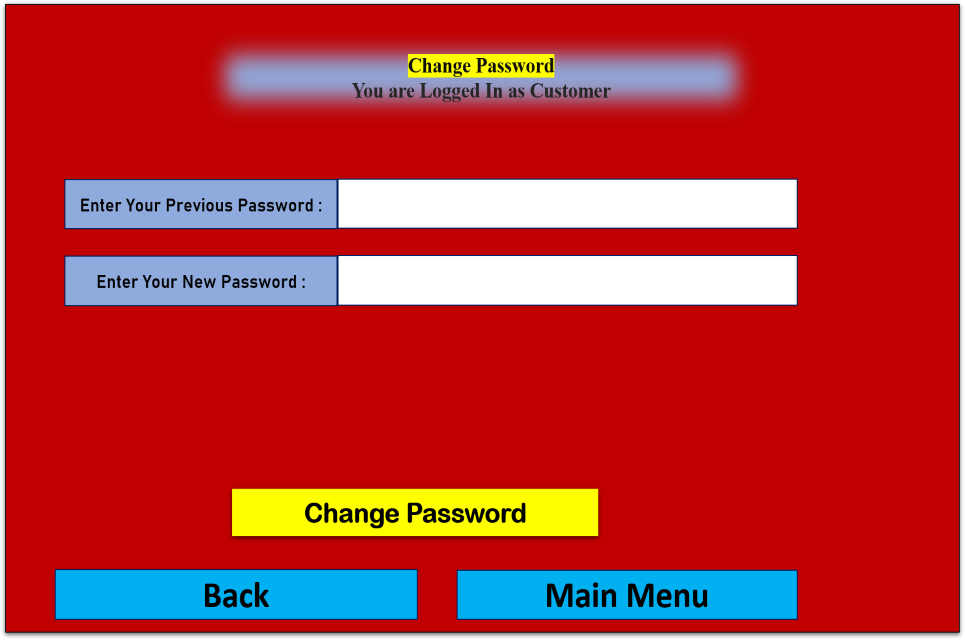 Change Password
You are Logged In as Customer
Enter Your Previous Password :
Enter Your New Password :
Change Password
Back
Main Menu